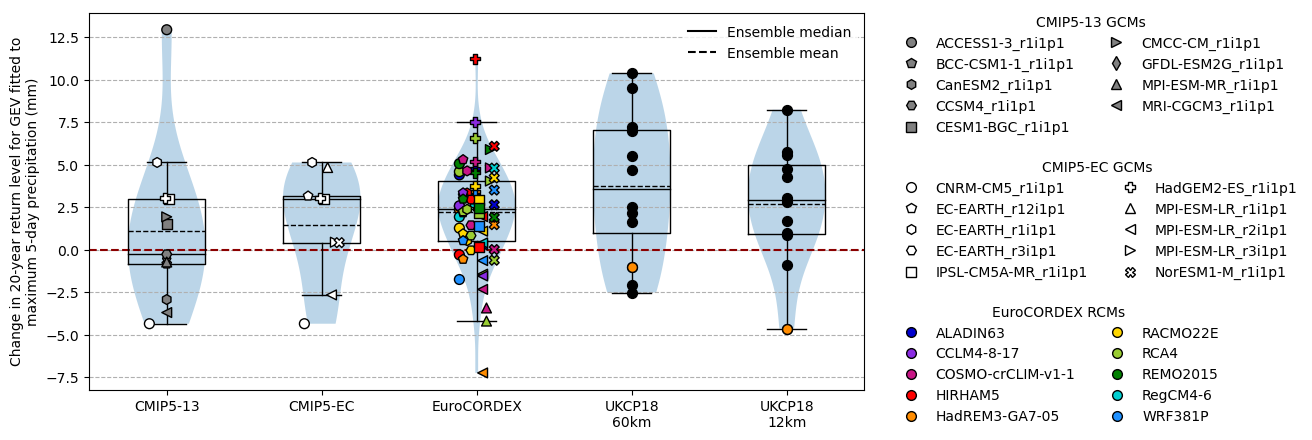 Change in 20-year return level for GEV fitted to
maximum 5-day precipitation (mm)
12.5
10.0
7.5
5.0
2.5
0.0
−2.5
−5.0
−7.5
Ensemble median
Ensemble mean
CMIP5-13
CMIP5-EC
EuroCORDEX
UKCP18
60km
UKCP18
12km
CMIP5-13 GCMs
ACCESS1-3_r1i1p1
BCC-CSM1-1_r1i1p1
CanESM2_r1i1p1
CCSM4_r1i1p1
CESM1-BGC_r1i1p1
CMCC-CM_r1i1p1
GFDL-ESM2G_r1i1p1
MPI-ESM-MR_r1i1p1
MRI-CGCM3_r1i1p1
CMIP5-EC GCMs
CNRM-CM5_r1i1p1
EC-EARTH_r12i1p1
EC-EARTH_r1i1p1
EC-EARTH_r3i1p1
IPSL-CM5A-MR_r1i1p1
HadGEM2-ES_r1i1p1
MPI-ESM-LR_r1i1p1
MPI-ESM-LR_r2i1p1
MPI-ESM-LR_r3i1p1
NorESM1-M_r1i1p1
EuroCORDEX RCMs
ALADIN63
CCLM4-8-17
COSMO-crCLIM-v1-1
HIRHAM5
HadREM3-GA7-05
RACMO22E
RCA4
REMO2015
RegCM4-6
WRF381P